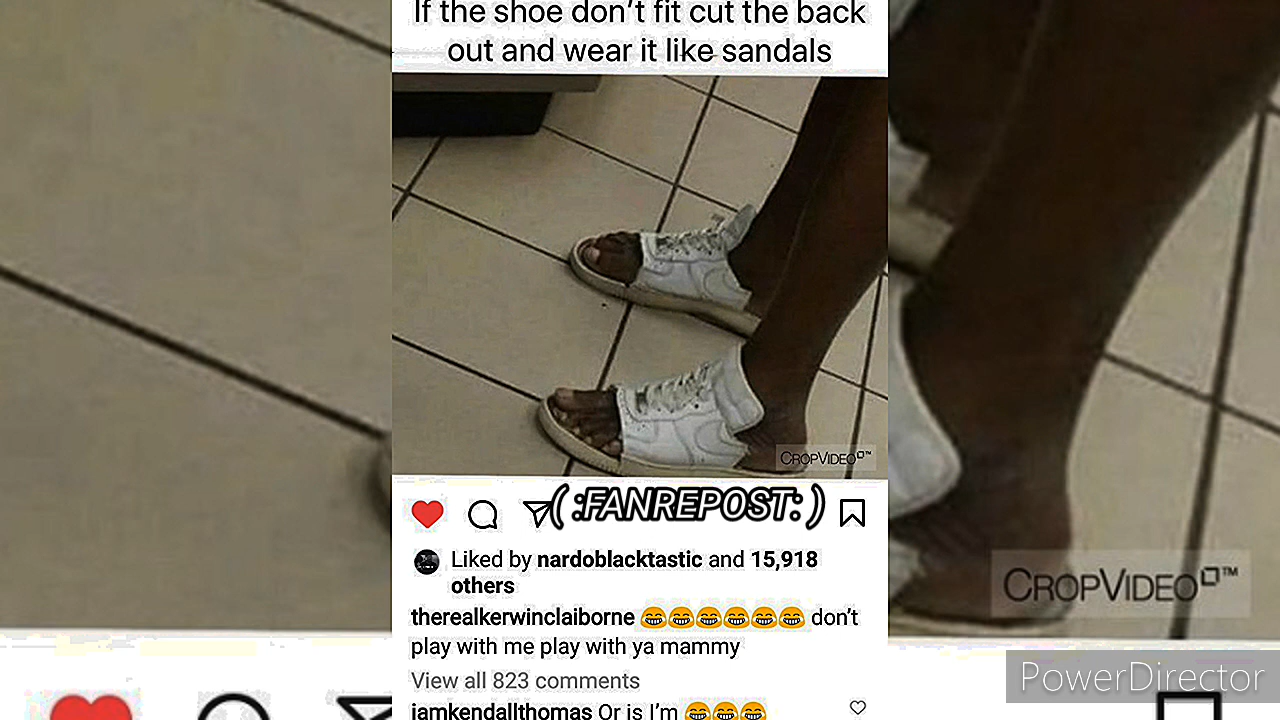 If the shoe don't fit cut the back
out and wear it like sandals
CROPVIDEO™
( :FANREPOST: )
Liked by nardoblacktastic and 15,918
others
therealkerwinclaiborne 😂😂😂😂😂😂 don't
play with me play with ya mammy
View all 823 comments
iamkendallthomas Or is I'm 😂😂😂
CROPVIDEO™
PowerDirector